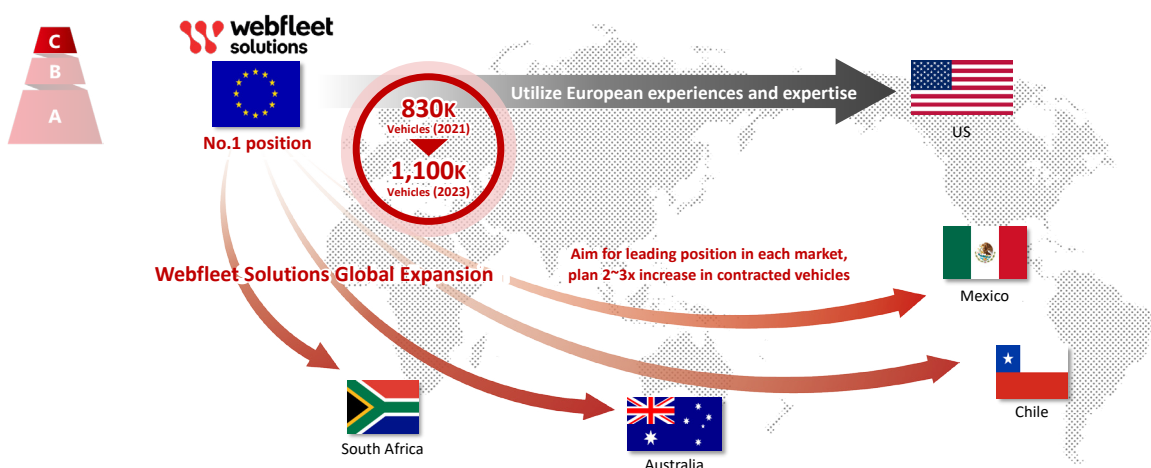 C
B
A
webfleet
solutions
No.1 position
830K
Vehicles (2021)
1,100K
Vehicles (2023)
Utilize European experiences and expertise
US
Webfleet Solutions Global Expansion
Aim for leading position in each market,
plan 2~3x increase in contracted vehicles
Mexico
Chile
South Africa
Australia